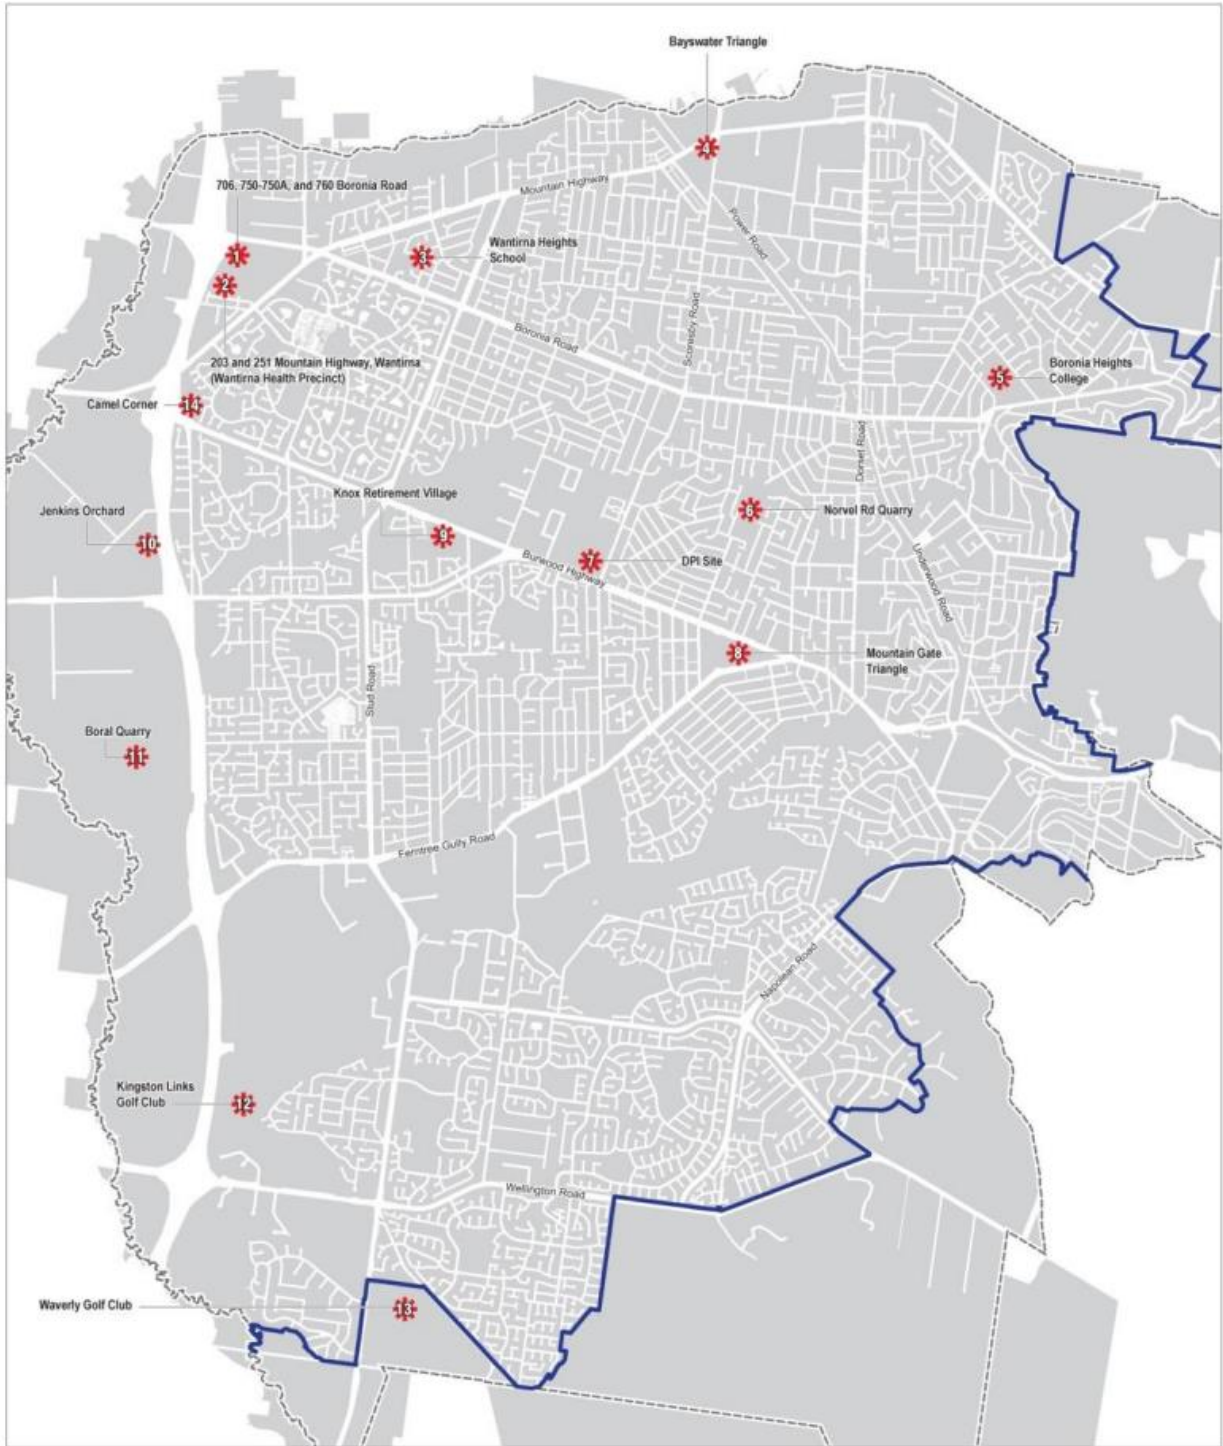 Bayswater Triangle
4
Mountain Highway
706, 750-750A, and 760 Boronia Road
Power Road
1
3
Wantirna Heights
School
2
Scoresby Road
Boronia Road
203 and 251 Mountain Highway, Wantirna
(Wantirna Health Precinct)
5
Boronia Heights
College
Camel Corner
14
Dorset Road
Knox Retirement Village
Jenkins Orchard
6
Norvel Rd Quarry
10
9
Burwood Highway
7
DPI Site
Underwood Road
8
Mountain Gate
Triangle
Stud Road
Boral Quarry
11
Ferntree Gully Road
Napolean Road
Kingston Links
Golf Club
12
Wellington Road
Waverly Golf Club
13